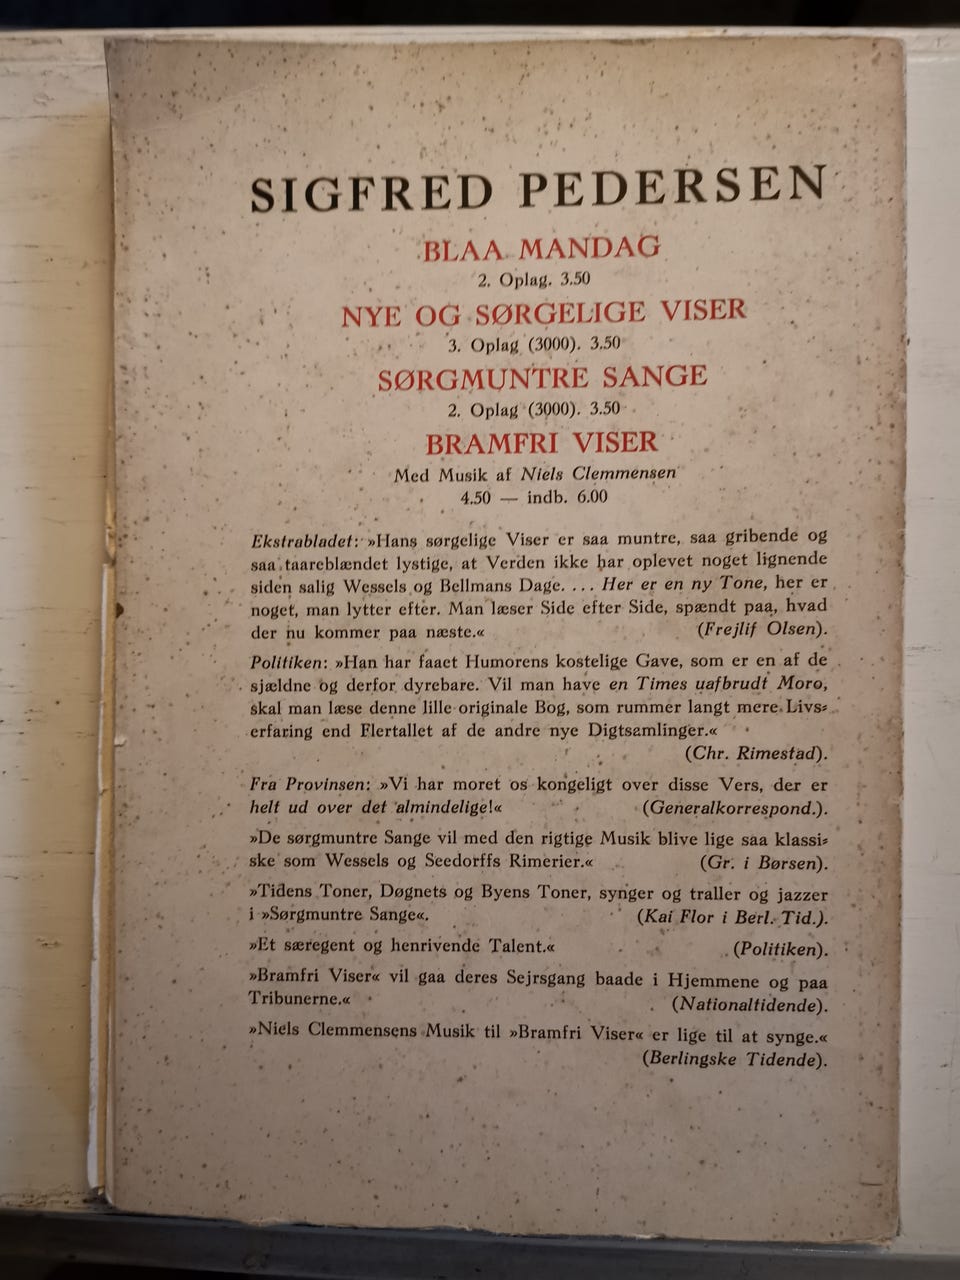 SIGFRED PEDERSEN
BLAA MANDAG
2. Oplag. 3.50
NYE OG SØRGELIGE VISER
3. Oplag (3000). 3.50
SØRGMUNTRE SANGE
2. Oplag (3000). 3.50
BRAMFRI VISER
Med Musik af Niels Clemmensen
4.50 — indb. 6.00
Ekstrabladet: »Hans sørgelige Viser er saa muntre, saa gribende og
saa taareblændet lystige, at Verden ikke har oplevet noget lignende
siden salig Wessels og Bellmans Dage. ... Her er en ny Tone, her er
noget, man lytter efter. Man læser Side efter Side, spændt paa, hvad
der nu kommer paa næste.« (Frejlif Olsen).
Politiken: »Han har faaet Humorens kostelige Gave, som er en af de
sjældne og derfor dyrebare. Vil man have en Times uafbrudt Moro,
skal man læse denne lille originale Bog, som rummer langt mere Livs⸗
erfaring end Flertallet af de andre nye Digtsamlinger.«
(Chr. Rimestad).
Fra Provinsen: »Vi har moret os kongeligt over disse Vers, der er
helt ud over det almindelige!« (Generalkorrespond.).
»De sørgmuntre Sange vil med den rigtige Musik blive lige saa klassi⸗
ske som Wessels og Seedorffs Rimerier.« (Gr. i Børsen).
»Tidens Toner, Døgnets og Byens Toner, synger og traller og jazzer
i »Sørgmuntre Sange«. (Kai Flor i Berl. Tid.).
»Et særegent og henrivende Talent.« (Politiken).
»Bramfri Viser« vil gaa deres Sejrsgang baade i Hjemmene og paa
Tribunerne.« (Nationaltidende).
»Niels Clemmensens Musik til »Bramfri Viser« er lige til at synge.«
(Berlingske Tidende).